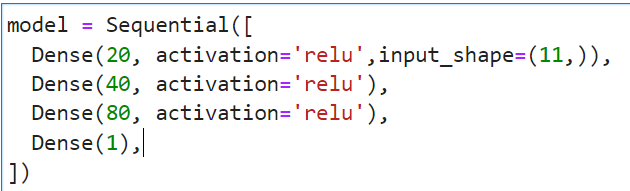 model = Sequential([
  Dense(20, activation='relu',input_shape=(11,)),
  Dense(40, activation='relu'),
  Dense(80, activation='relu'),
  Dense(1),
])